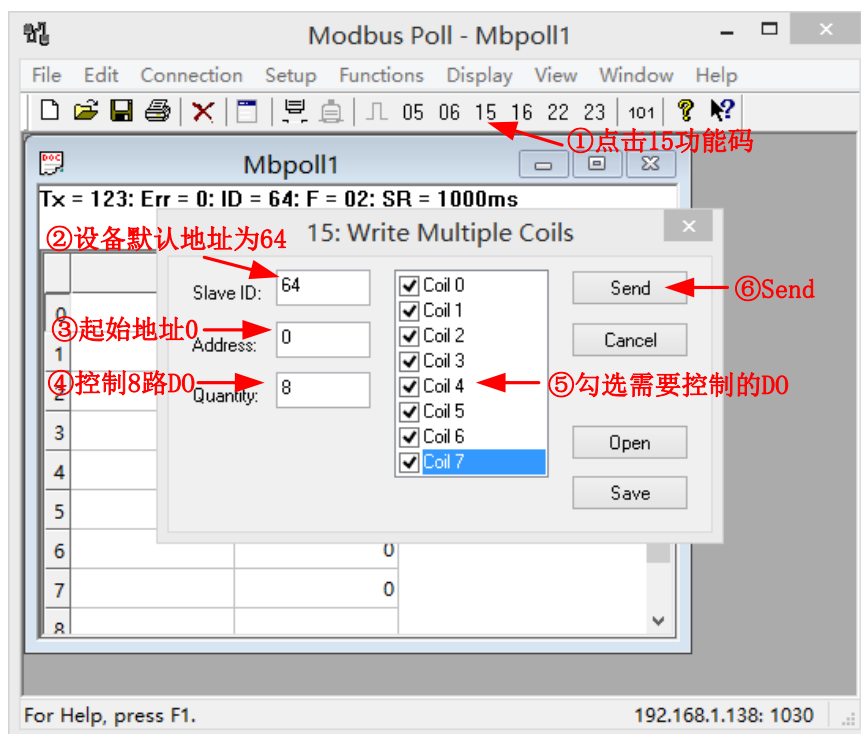 Modbus Poll - Mbpoll1
File Edit Connection Setup Functions Display View Window Help
05 06 15 16 22 23 101
①点击15功能码
Mbpoll1
Tx = 123: Err = 0: ID = 64: F = 02: SR = 1000ms
②设备默认地址为64
15: Write Multiple Coils
Slave ID: 64
③起始地址0
Address: 0
④控制8路DO
Quantity: 8
Coil 0
Coil 1
Coil 2
Coil 3
Coil 4
Coil 5
Coil 6
Coil 7
⑤勾选需要控制的DO
Send
⑥Send
Cancel
Open
Save
0
1
2
3
4
5
6 0
7 0
8
For Help, press F1.
192.168.1.138: 1030